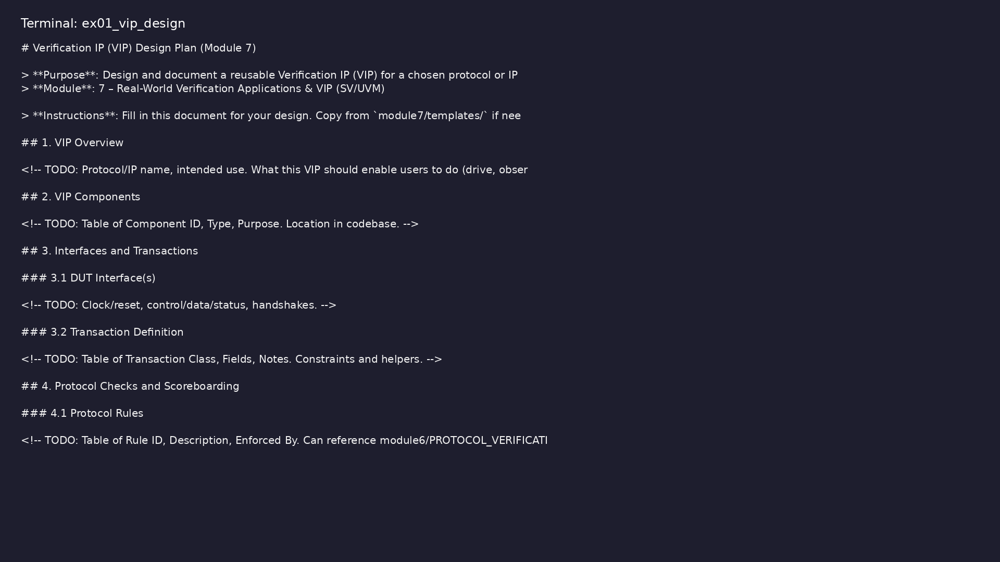 Terminal: ex01_vip_design
# Verification IP (VIP) Design Plan (Module 7)
> **Purpose**: Design and document a reusable Verification IP (VIP) for a chosen protocol or IP
> **Module**: 7 – Real-World Verification Applications & VIP (SV/UVM)
> **Instructions**: Fill in this document for your design. Copy from `module7/templates/` if nee
## 1. VIP Overview
<!-- TODO: Protocol/IP name, intended use. What this VIP should enable users to do (drive, obser
## 2. VIP Components
<!-- TODO: Table of Component ID, Type, Purpose. Location in codebase. -->
## 3. Interfaces and Transactions
### 3.1 DUT Interface(s)
<!-- TODO: Clock/reset, control/data/status, handshakes. -->
### 3.2 Transaction Definition
<!-- TODO: Table of Transaction Class, Fields, Notes. Constraints and helpers. -->
## 4. Protocol Checks and Scoreboarding
### 4.1 Protocol Rules
<!-- TODO: Table of Rule ID, Description, Enforced By. Can reference module6/PROTOCOL_VERIFICATI